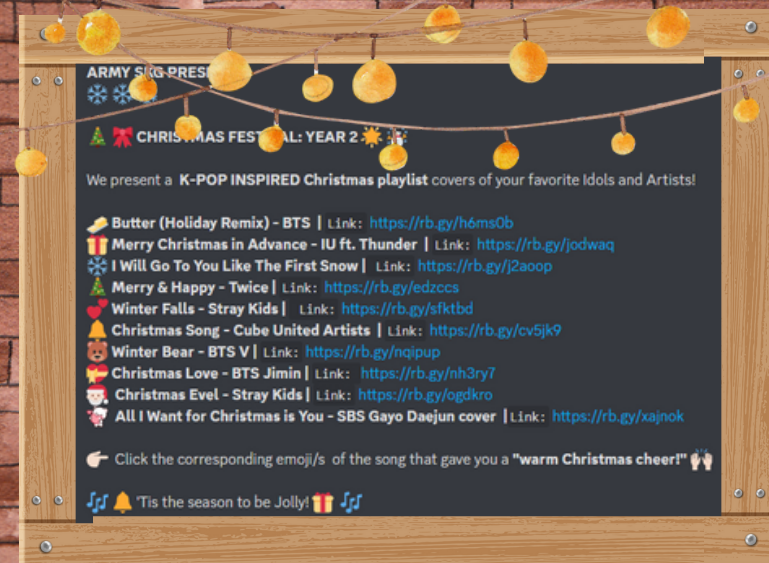 ARMY SKG
CHRISTMAS FESTIVAL: YEAR 2
We present a K-POP INSPIRED Christmas playlist covers of your favorite Idols and Artists!
Butter (Holiday Remix) - BTS | Link: https://rb.gy/h6ms0b
Merry Christmas in Advance - IU ft. Thunder | Link: https://rb.gy/jodwaq
I Will Go To You Like The First Snow | Link: https://rb.gy/j2aoop
Merry & Happy - Twice | Link: https://rb.gy/edzccs
Winter Falls - Stray Kids | Link: https://rb.gy/sfktbd
Christmas Song - Cube United Artists | Link: https://rb.gy/cv5jk9
Winter Bear - BTS V | Link: https://rb.gy/nqipup
Christmas Love - BTS Jimin | Link: https://rb.gy/nh3ry7
Christmas Evel - Stray Kids | Link: https://rb.gy/ogdkro
All I Want for Christmas is You - SBS Gayo Daejun cover | Link: https://rb.gy/xajnok
Click the corresponding emoji/s of the song that gave you a "warm Christmas cheer!"
'Tis the season to be Jolly!